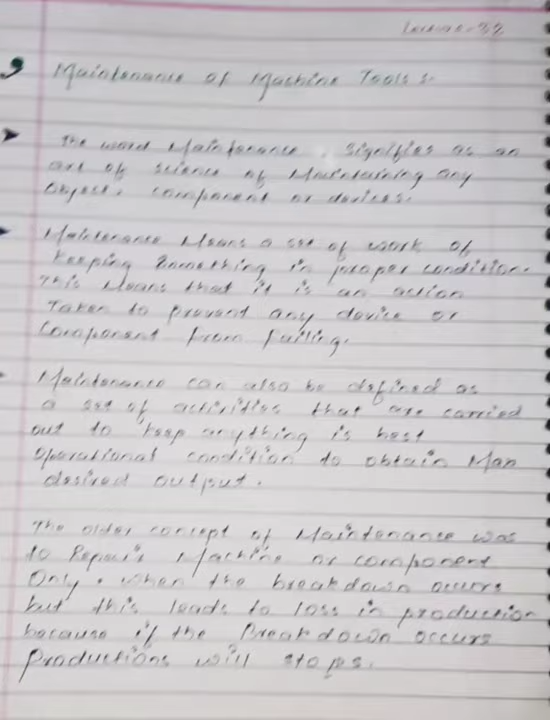 Lecture-32
Maintenance of Machine Tools :-
The word Maintenance signifies as an
art of science of Maintaining any
object, component or devices.
Maintenance Means a set of work of
keeping Something in proper condition.
This Means that it is an action
Taken to prevent any device or
Component from failing.
Maintenance can also be defined as
a set of activities that are carried
out to keep anything is best
operational condition to obtain Max
desired output.
The older concept of Maintenance was
to Repair Machine or component
Only, when the breakdown occurs
but this leads to loss in production
because if the Breakdown occurs
Productions will stops.